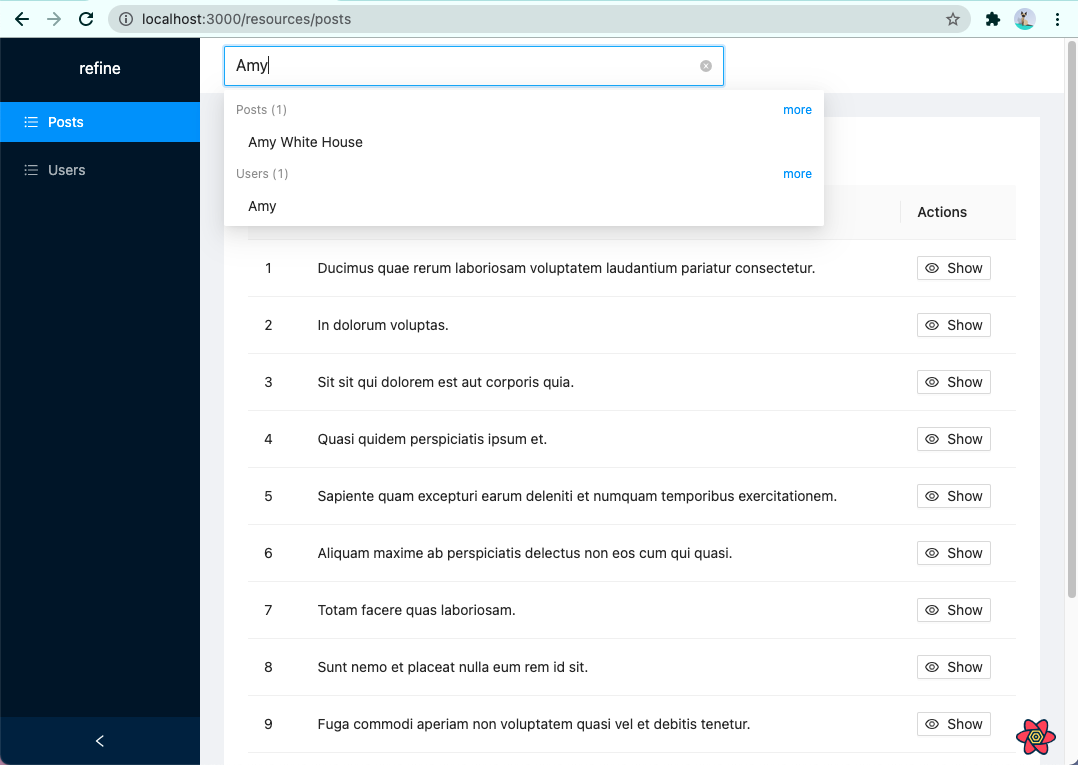 localhost:3000/resources/posts
refine
Amy
Posts
Posts (1) more
Amy White House
Users
Users (1) more
Amy
Actions
1 Ducimus quae rerum laboriosam voluptatem laudantium pariatur consectetur. Show
2 In dolorum voluptas. Show
3 Sit sit qui dolorem est aut corporis quia. Show
4 Quasi quidem perspiciatis ipsum et. Show
5 Sapiente quam excepturi earum deleniti et numquam temporibus exercitationem. Show
6 Aliquam maxime ab perspiciatis delectus non eos cum qui quasi. Show
7 Totam facere quas laboriosam. Show
8 Sunt nemo et placeat nulla eum rem id sit. Show
9 Fuga commodi aperiam non voluptatem quasi vel et debitis tenetur. Show